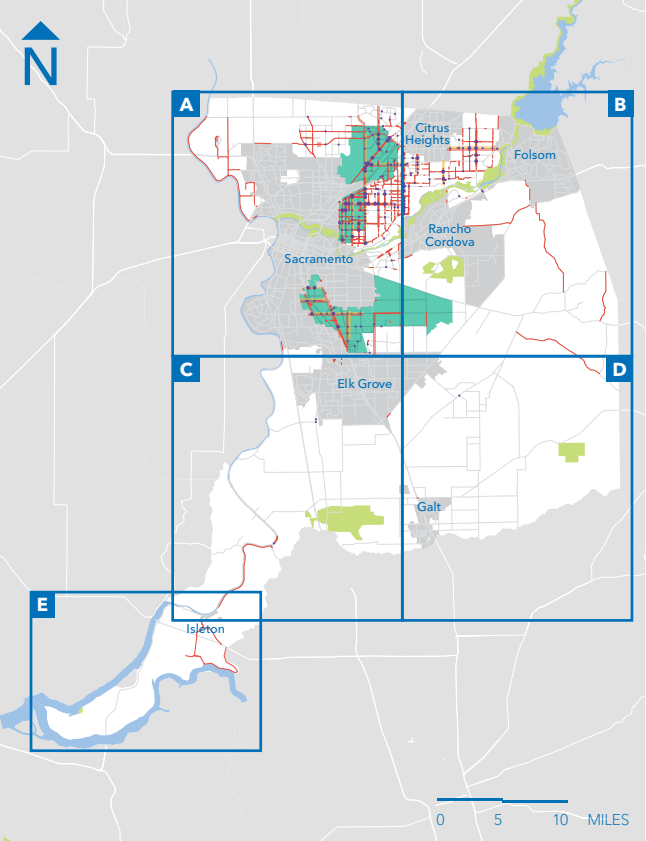 N
A
B
Citrus
Heights
Folsom
Rancho
Cordova
Sacramento
C
D
Elk Grove
Galt
E
Isleton
0 5 10 MILES